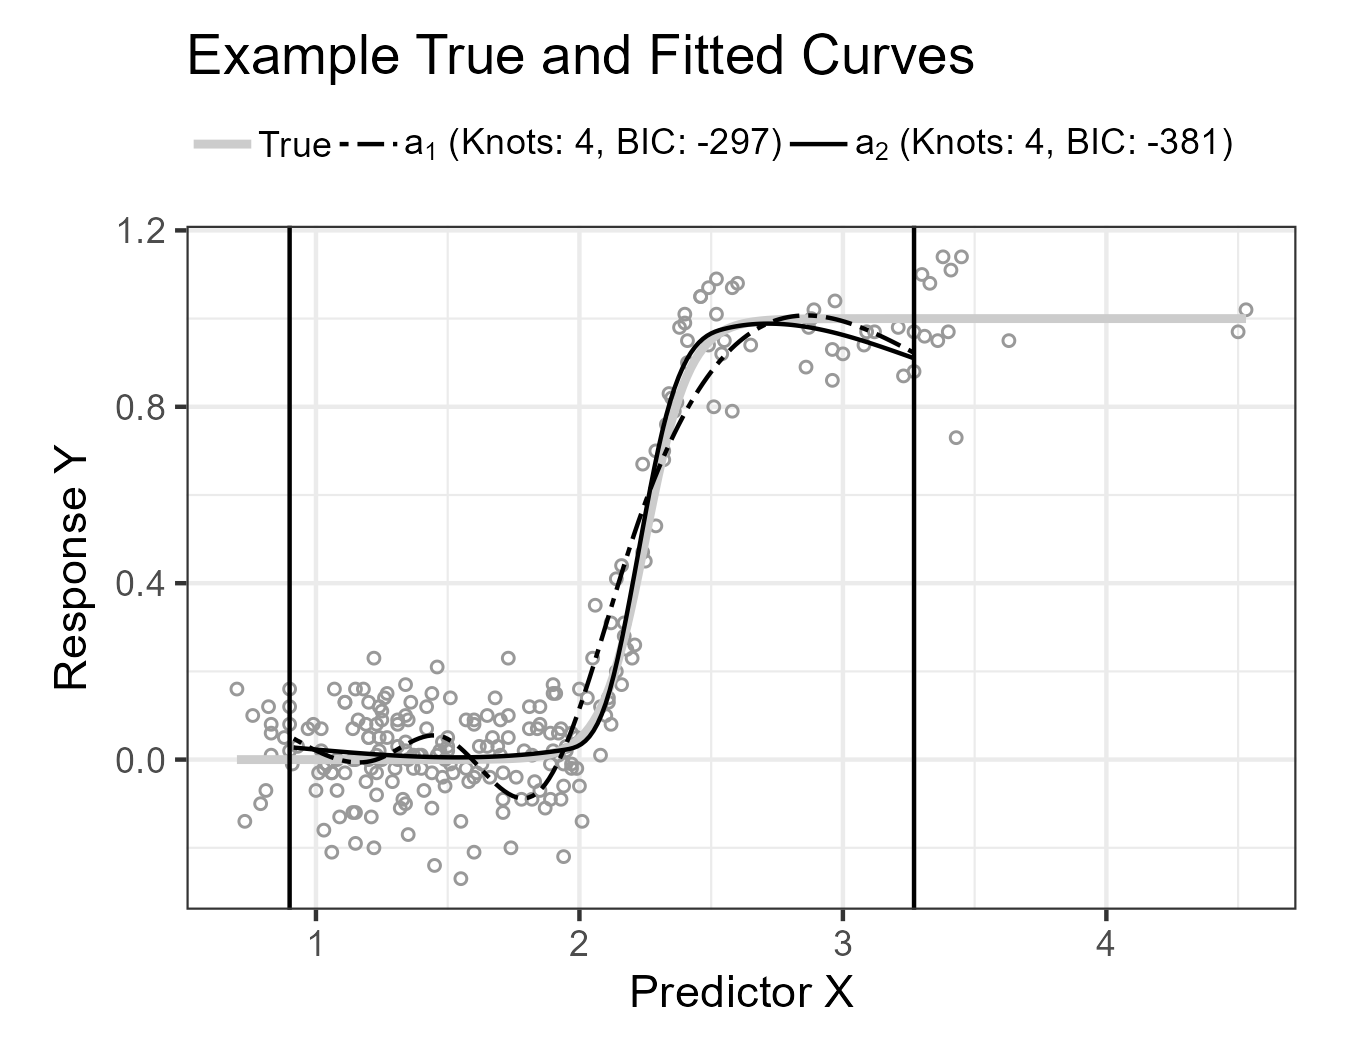 Example True and Fitted Curves
True a₁ (Knots: 4, BIC: -297) a₂ (Knots: 4, BIC: -381)
1.2
0.8
0.4
0.0
Response Y
1 2 3 4
Predictor X